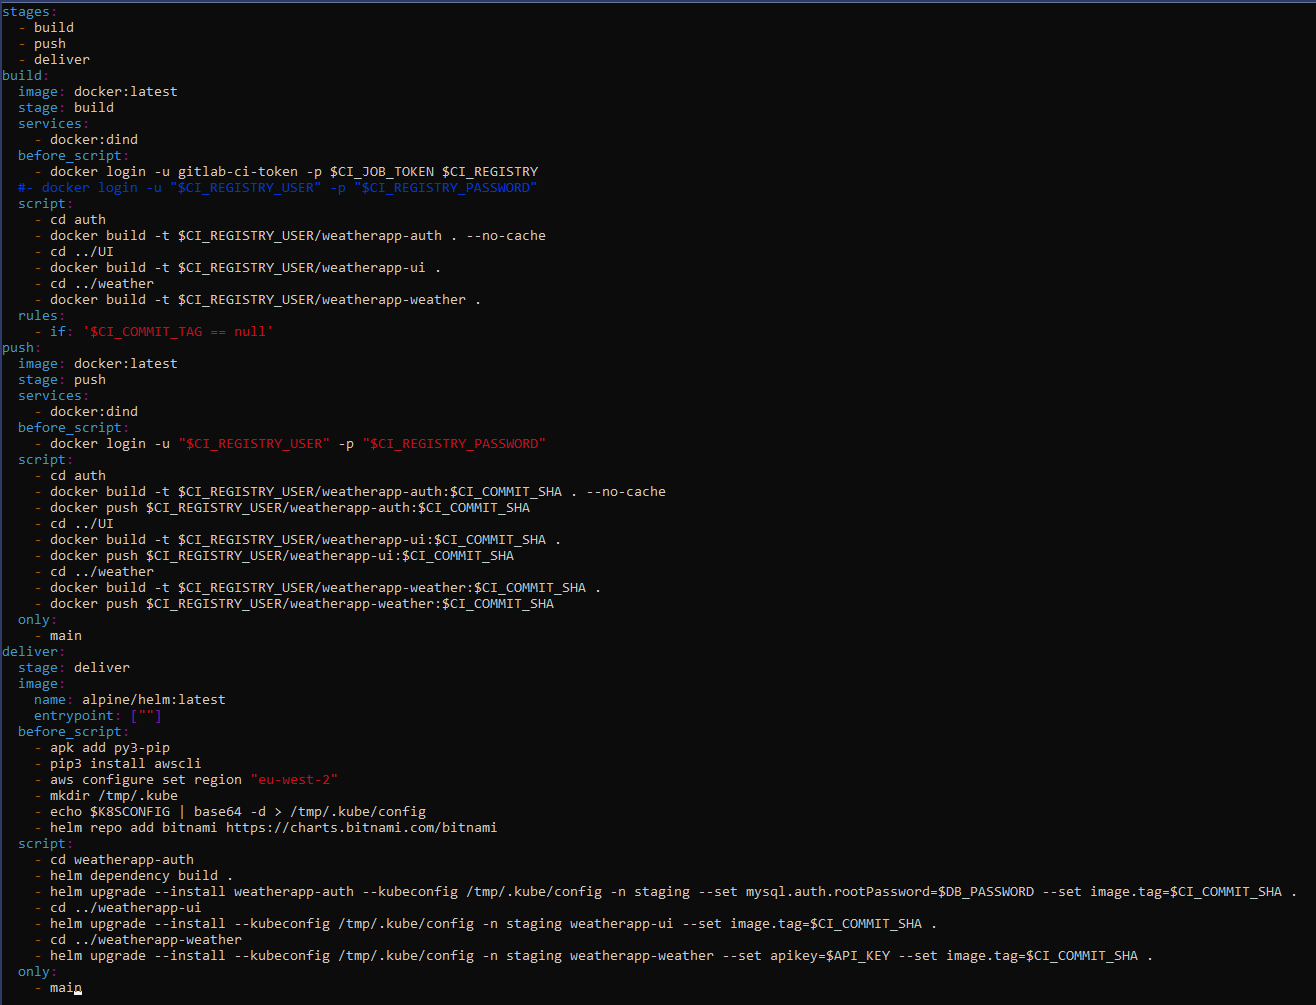 stages:
  - build
  - push
  - deliver
build:
  image: docker:latest
  stage: build
  services:
    - docker:dind
  before_script:
    - docker login -u gitlab-ci-token -p $CI_JOB_TOKEN $CI_REGISTRY
  #- docker login -u "$CI_REGISTRY_USER" -p "$CI_REGISTRY_PASSWORD"
  script:
    - cd auth
    - docker build -t $CI_REGISTRY_USER/weatherapp-auth . --no-cache
    - cd ../UI
    - docker build -t $CI_REGISTRY_USER/weatherapp-ui .
    - cd ../weather
    - docker build -t $CI_REGISTRY_USER/weatherapp-weather .
  rules:
    - if: '$CI_COMMIT_TAG == null'
push:
  image: docker:latest
  stage: push
  services:
    - docker:dind
  before_script:
    - docker login -u "$CI_REGISTRY_USER" -p "$CI_REGISTRY_PASSWORD"
  script:
    - cd auth
    - docker build -t $CI_REGISTRY_USER/weatherapp-auth:$CI_COMMIT_SHA . --no-cache
    - docker push $CI_REGISTRY_USER/weatherapp-auth:$CI_COMMIT_SHA
    - cd ../UI
    - docker build -t $CI_REGISTRY_USER/weatherapp-ui:$CI_COMMIT_SHA .
    - docker push $CI_REGISTRY_USER/weatherapp-ui:$CI_COMMIT_SHA
    - cd ../weather
    - docker build -t $CI_REGISTRY_USER/weatherapp-weather:$CI_COMMIT_SHA .
    - docker push $CI_REGISTRY_USER/weatherapp-weather:$CI_COMMIT_SHA
  only:
    - main
deliver:
  stage: deliver
  image:
    name: alpine/helm:latest
    entrypoint: [""]
  before_script:
    - apk add py3-pip
    - pip3 install awscli
    - aws configure set region "eu-west-2"
    - mkdir /tmp/.kube
    - echo $K8SCONFIG | base64 -d > /tmp/.kube/config
    - helm repo add bitnami https://charts.bitnami.com/bitnami
  script:
    - cd weatherapp-auth
    - helm dependency build .
    - helm upgrade --install weatherapp-auth --kubeconfig /tmp/.kube/config -n staging --set mysql.auth.rootPassword=$DB_PASSWORD --set image.tag=$CI_COMMIT_SHA .
    - cd ../weatherapp-ui
    - helm upgrade --install --kubeconfig /tmp/.kube/config -n staging weatherapp-ui --set image.tag=$CI_COMMIT_SHA .
    - cd ../weatherapp-weather
    - helm upgrade --install --kubeconfig /tmp/.kube/config -n staging weatherapp-weather --set apikey=$API_KEY --set image.tag=$CI_COMMIT_SHA .
  only:
    - main